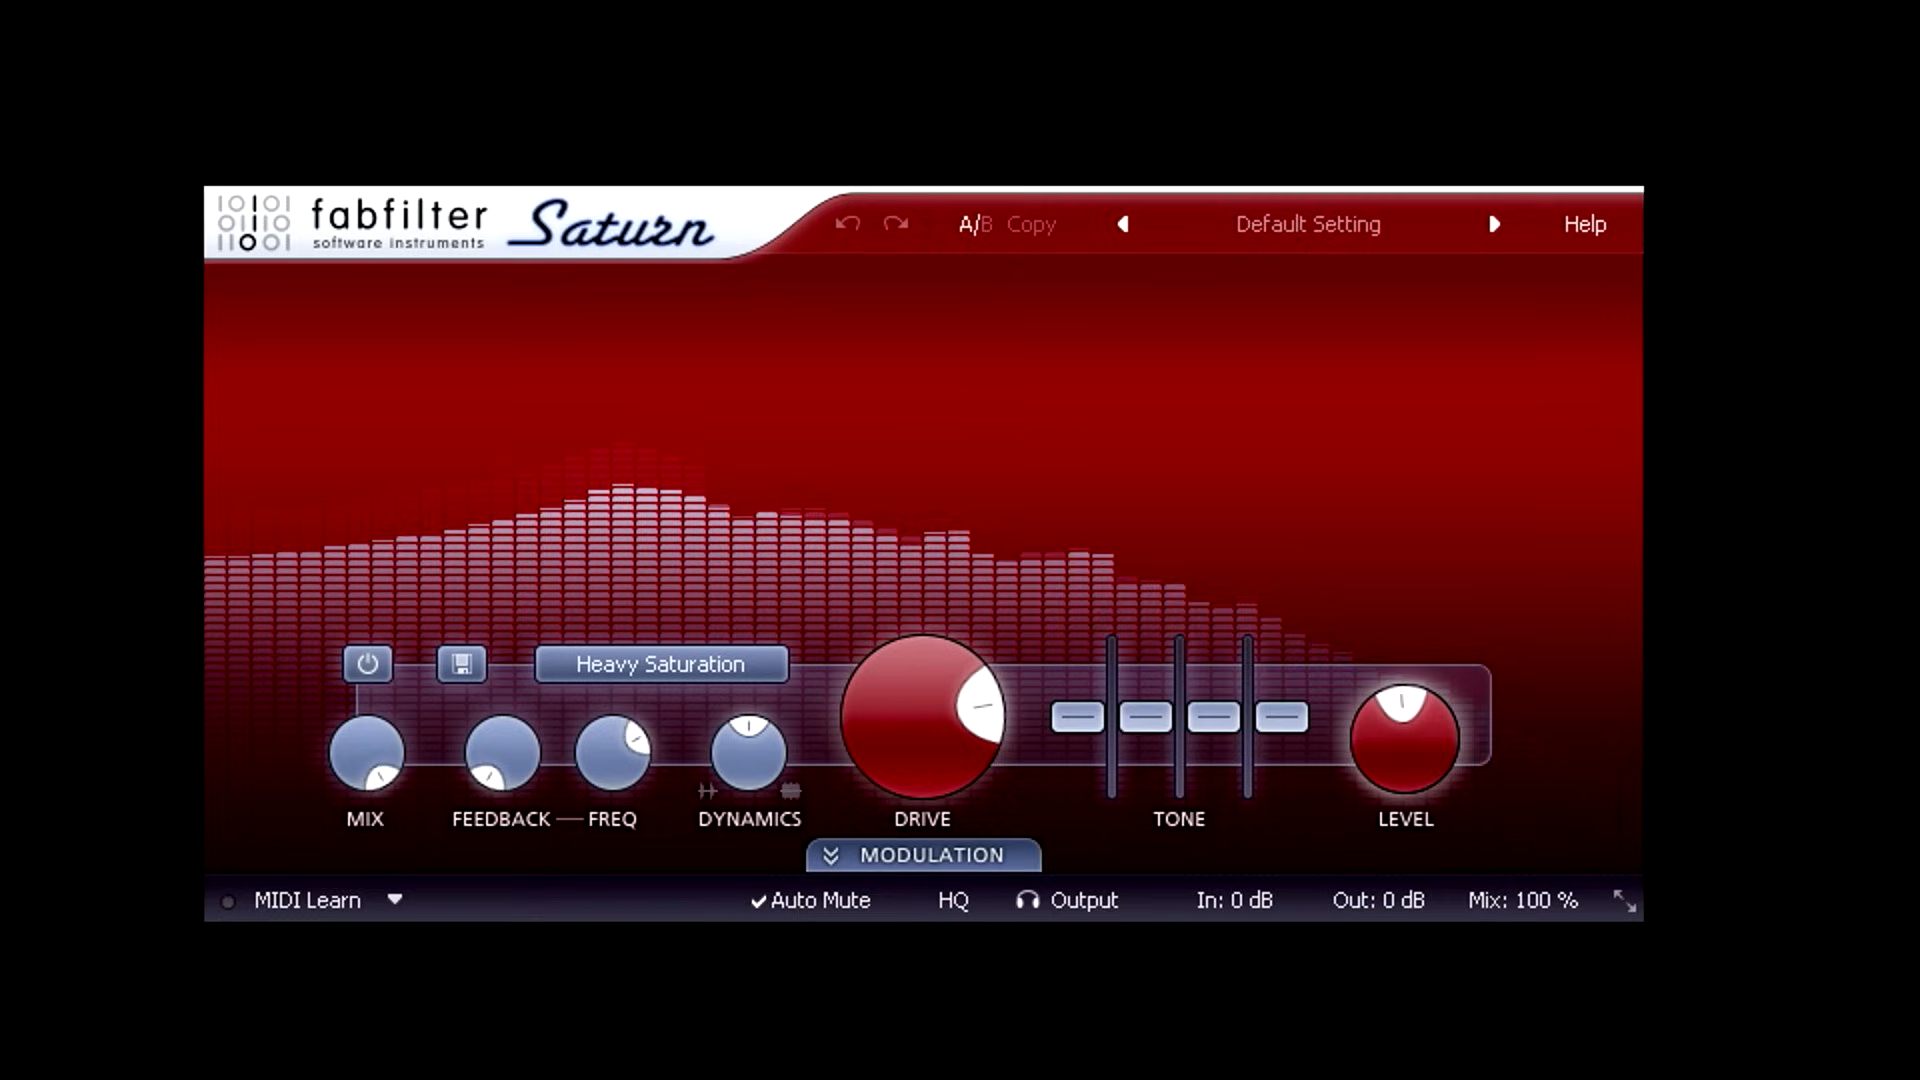 fabfilter
software instruments
Saturn
A/B Copy
Default Setting
Help
Heavy Saturation
MIX
FEEDBACK
FREQ
DYNAMICS
DRIVE
TONE
LEVEL
MODULATION
MIDI Learn
Auto Mute
HQ
Output
In: 0 dB
Out: 0 dB
Mix: 100 %